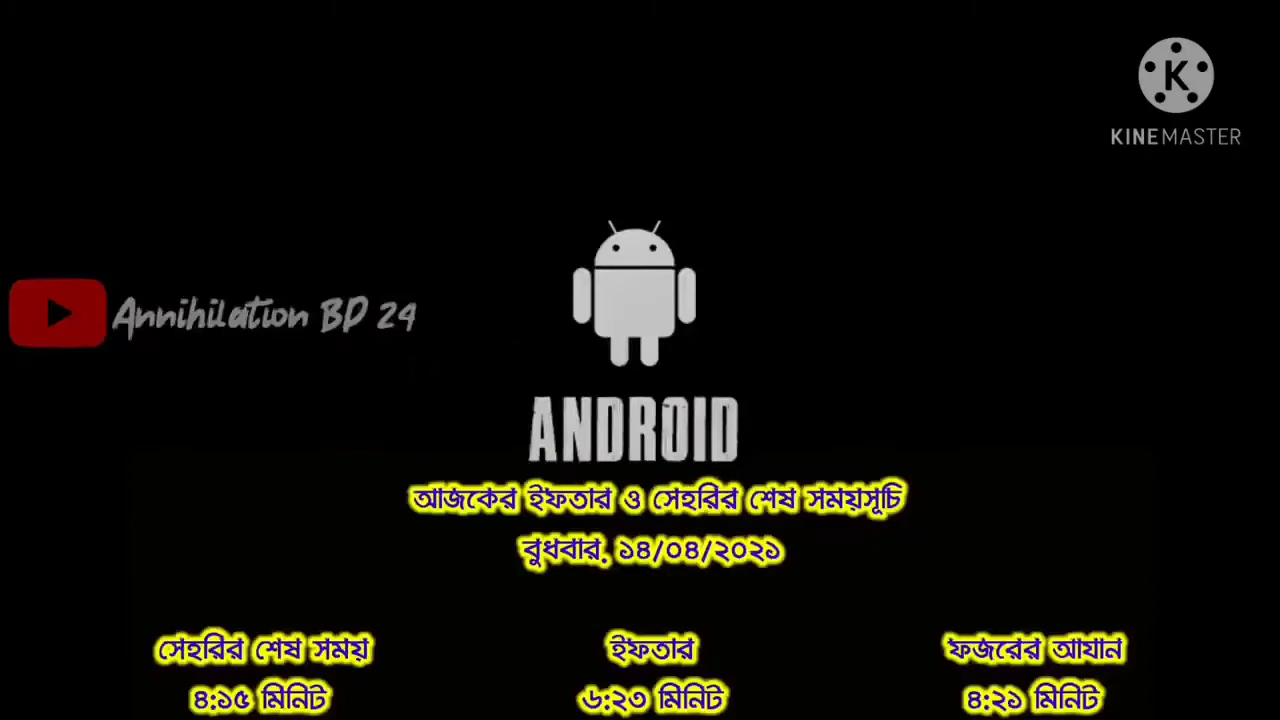 KINEMASTER
Annihilation BD 24
ANDROID
আজকের ইফতার ও সেহরির শেষ সময়সূচি
বুধবার, ১৪/০৪/২০২১
সেহরির শেষ সময়
৪:১৫ মিনিট
ইফতার
৬:২৩ মিনিট
ফজরের আযান
৪:২১ মিনিট